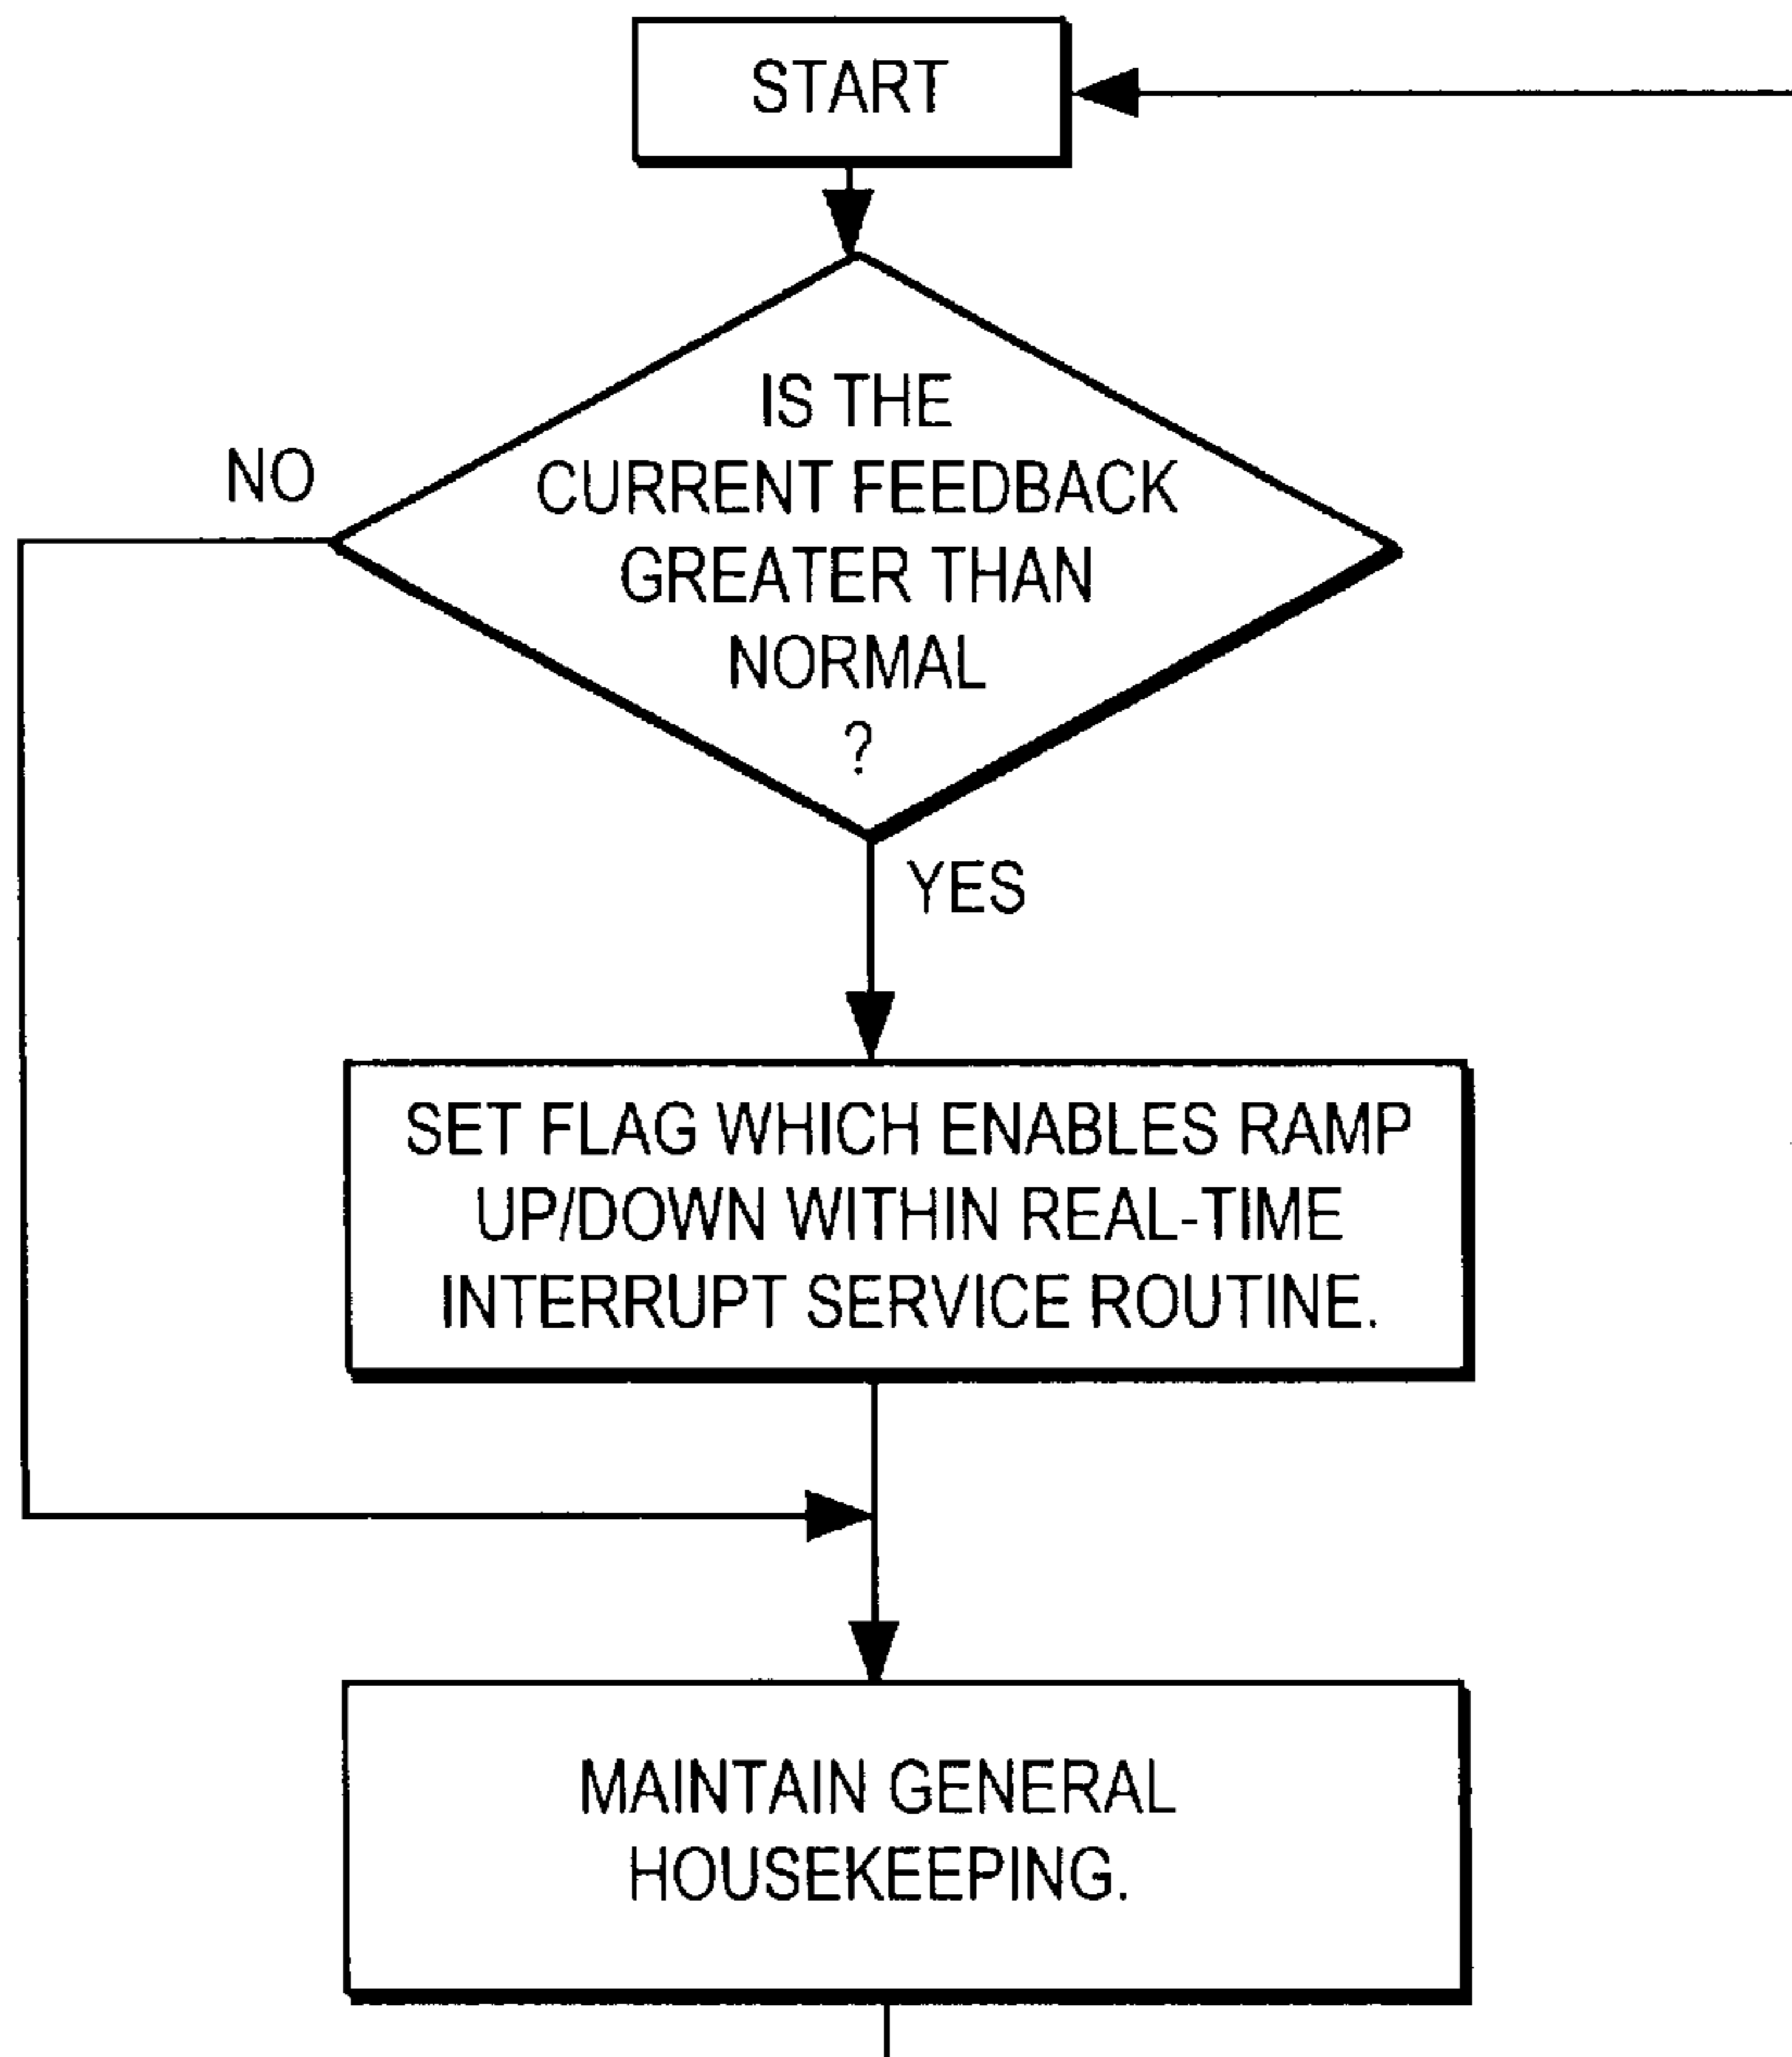 START
IS THE
CURRENT FEEDBACK
GREATER THAN
NORMAL
?
NO
YES
SET FLAG WHICH ENABLES RAMP
UP/DOWN WITHIN REAL-TIME
INTERRUPT SERVICE ROUTINE.
MAINTAIN GENERAL
HOUSEKEEPING.